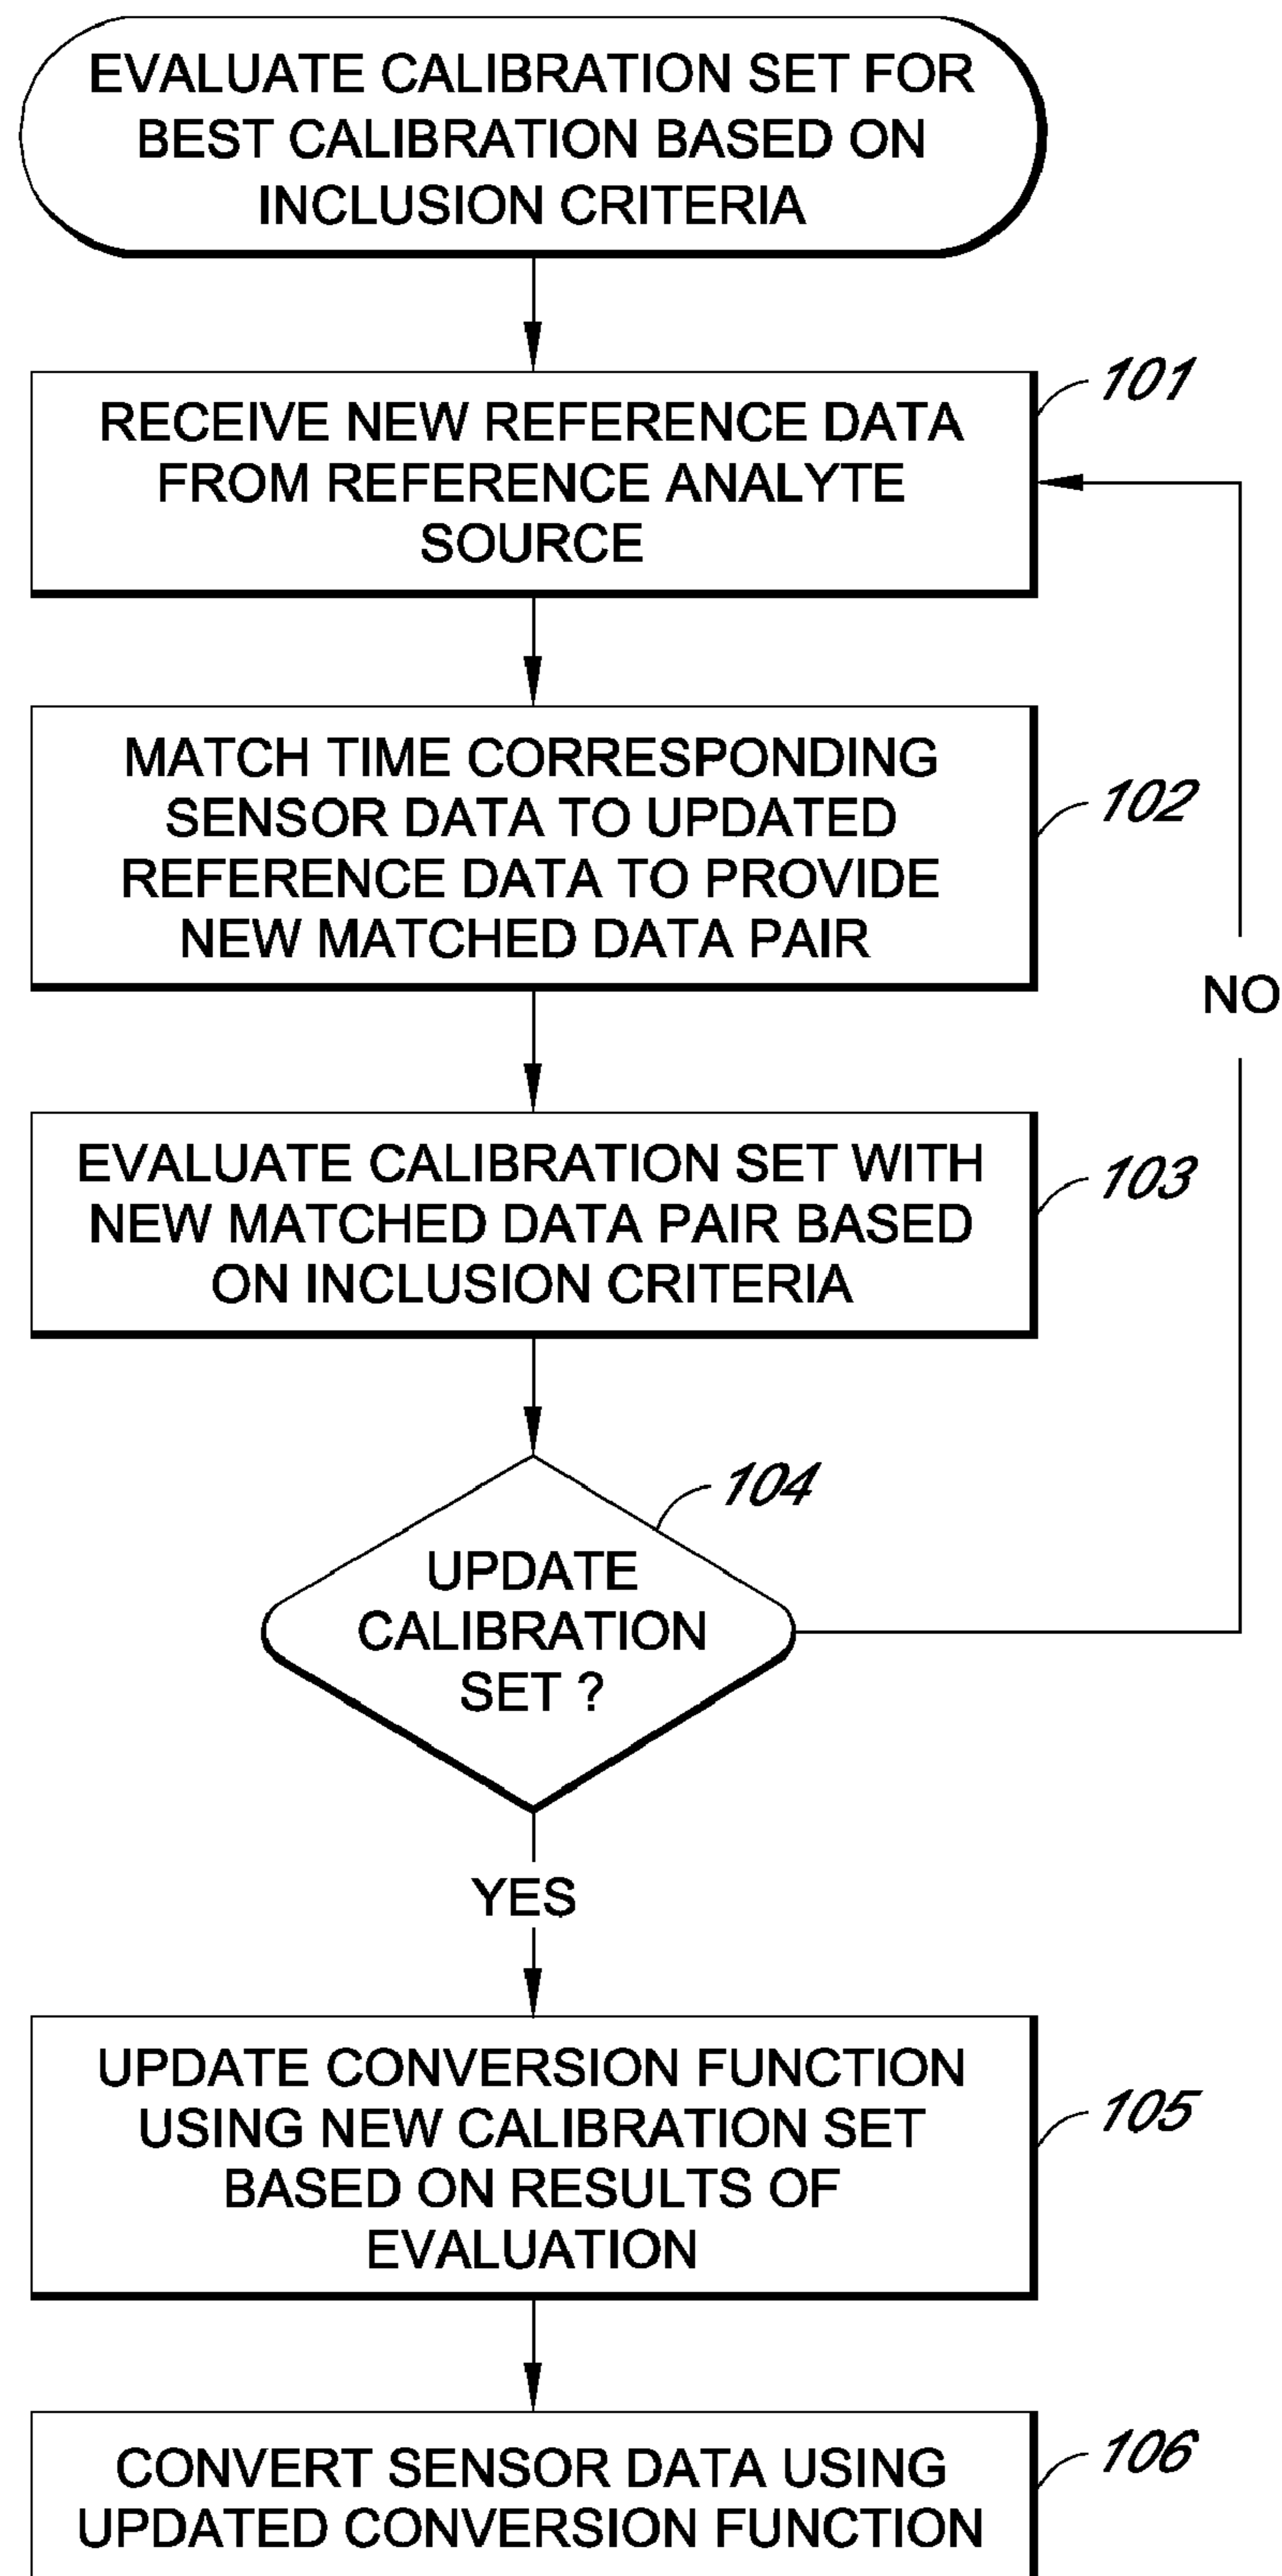 EVALUATE CALIBRATION SET FOR
BEST CALIBRATION BASED ON
INCLUSION CRITERIA
101
RECEIVE NEW REFERENCE DATA
FROM REFERENCE ANALYTE
SOURCE
102
MATCH TIME CORRESPONDING
SENSOR DATA TO UPDATED
REFERENCE DATA TO PROVIDE
NEW MATCHED DATA PAIR
NO
103
EVALUATE CALIBRATION SET WITH
NEW MATCHED DATA PAIR BASED
ON INCLUSION CRITERIA
104
UPDATE
CALIBRATION
SET ?
YES
105
UPDATE CONVERSION FUNCTION
USING NEW CALIBRATION SET
BASED ON RESULTS OF
EVALUATION
106
CONVERT SENSOR DATA USING
UPDATED CONVERSION FUNCTION